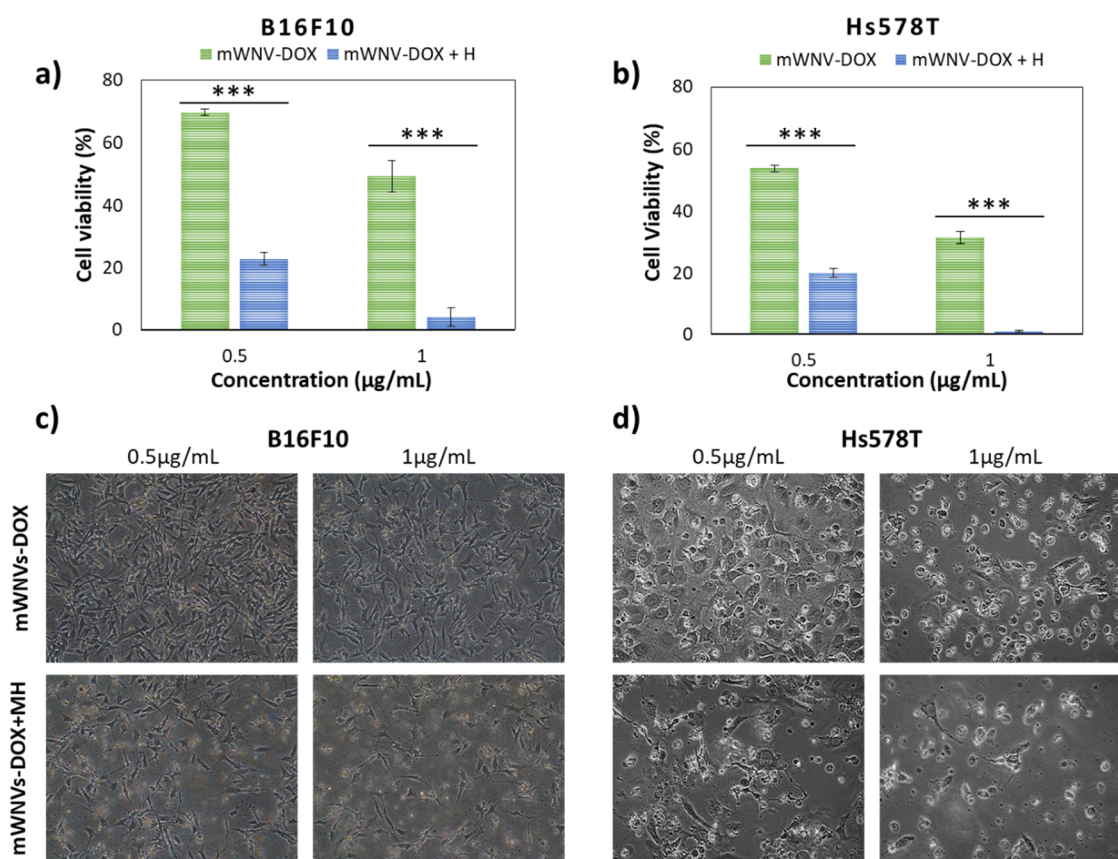 B16F10
mWNV-DOX mWNV-DOX + H
a)
80
60
40
20
0
Cell viability (%)
***
***
0.5 1
Concentration (µg/mL)
Hs578T
mWNV-DOX mWNV-DOX + H
b)
80
60
40
20
0
Cell Viability (%)
***
***
0.5 1
Concentration (µg/mL)
c)
B16F10
0.5µg/mL 1µg/mL
mWNVs-DOX
mWNVs-DOX+MH
d)
Hs578T
0.5µg/mL 1µg/mL